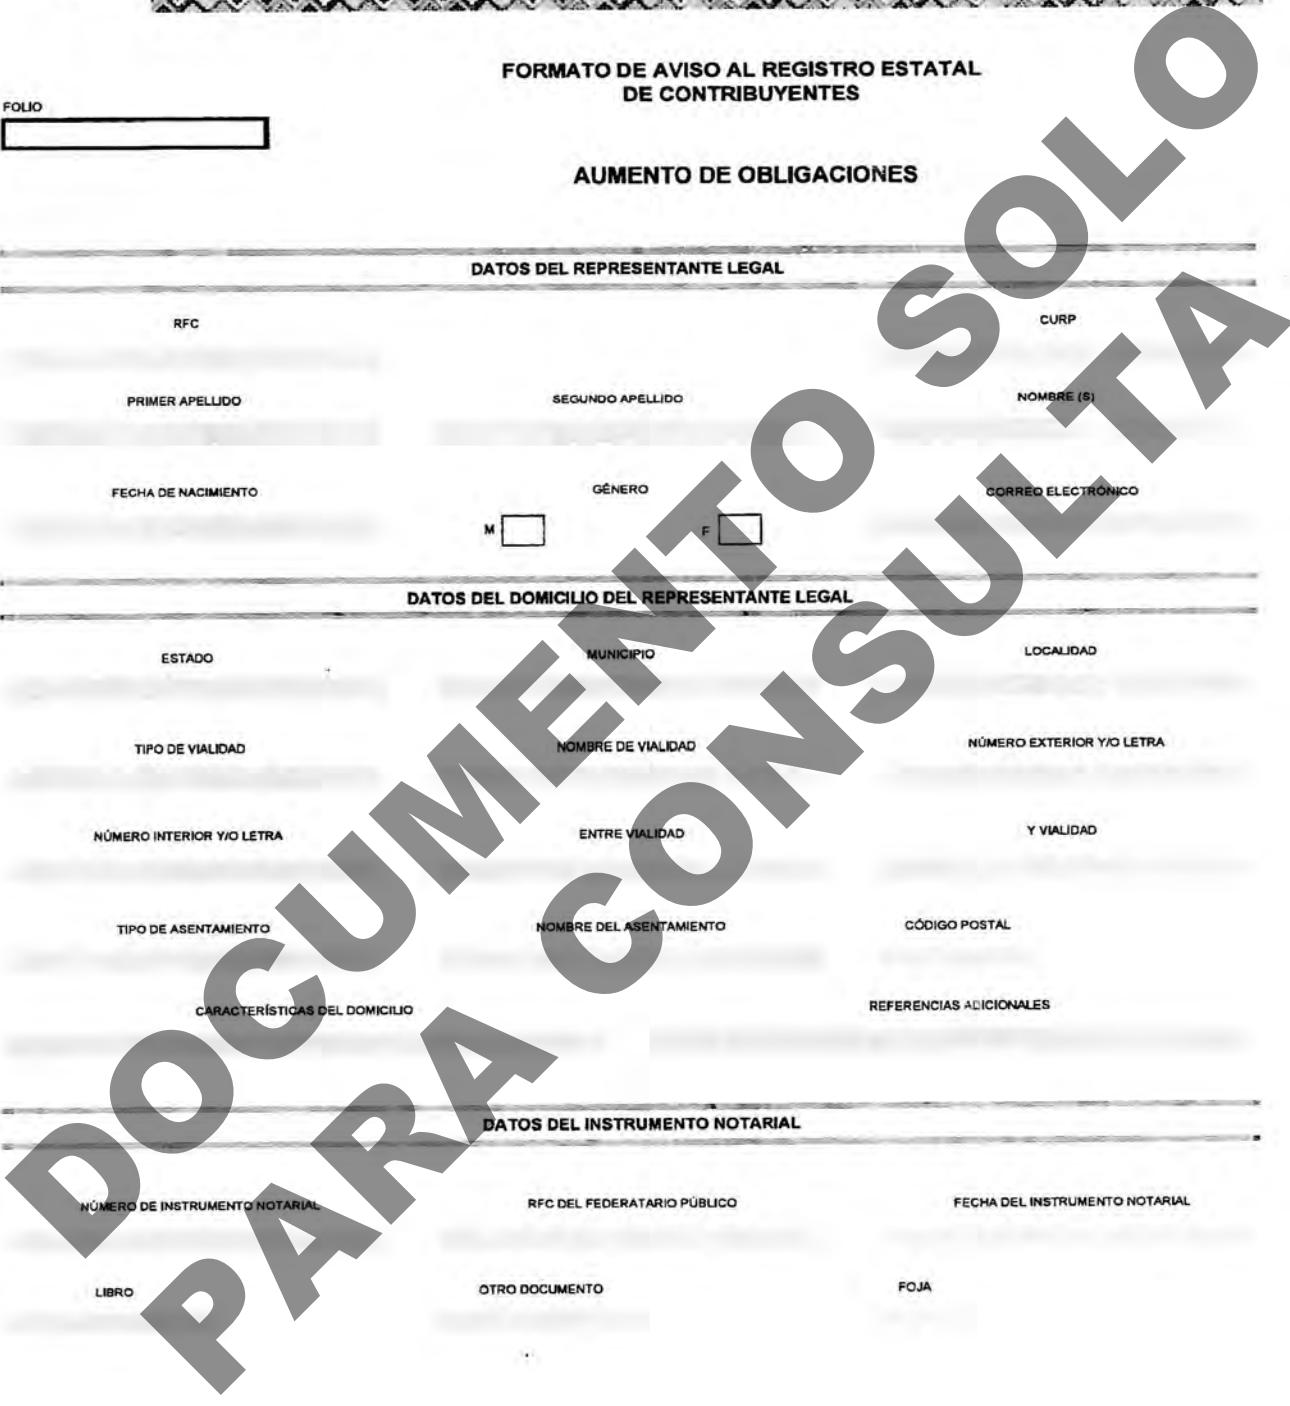 FORMATO DE AVISO AL REGISTRO ESTATAL
DE CONTRIBUYENTES
FOLIO
AUMENTO DE OBLIGACIONES
DATOS DEL REPRESENTANTE LEGAL
RFC CURP
PRIMER APELLIDO SEGUNDO APELLIDO NOMBRE (S)
FECHA DE NACIMIENTO GÉNERO CORREO ELECTRÓNICO
M F
DATOS DEL DOMICILIO DEL REPRESENTANTE LEGAL
ESTADO MUNICIPIO LOCALIDAD
TIPO DE VIALIDAD NOMBRE DE VIALIDAD NÚMERO EXTERIOR Y/O LETRA
NÚMERO INTERIOR Y/O LETRA ENTRE VIALIDAD Y VIALIDAD
TIPO DE ASENTAMIENTO NOMBRE DEL ASENTAMIENTO CÓDIGO POSTAL
CARACTERÍSTICAS DEL DOMICILIO REFERENCIAS ADICIONALES
DATOS DEL INSTRUMENTO NOTARIAL
NÚMERO DE INSTRUMENTO NOTARIAL RFC DEL FEDERATARIO PÚBLICO FECHA DEL INSTRUMENTO NOTARIAL
LIBRO OTRO DOCUMENTO FOJA
DOCUMENTO SOLO
PARA CONSULTA